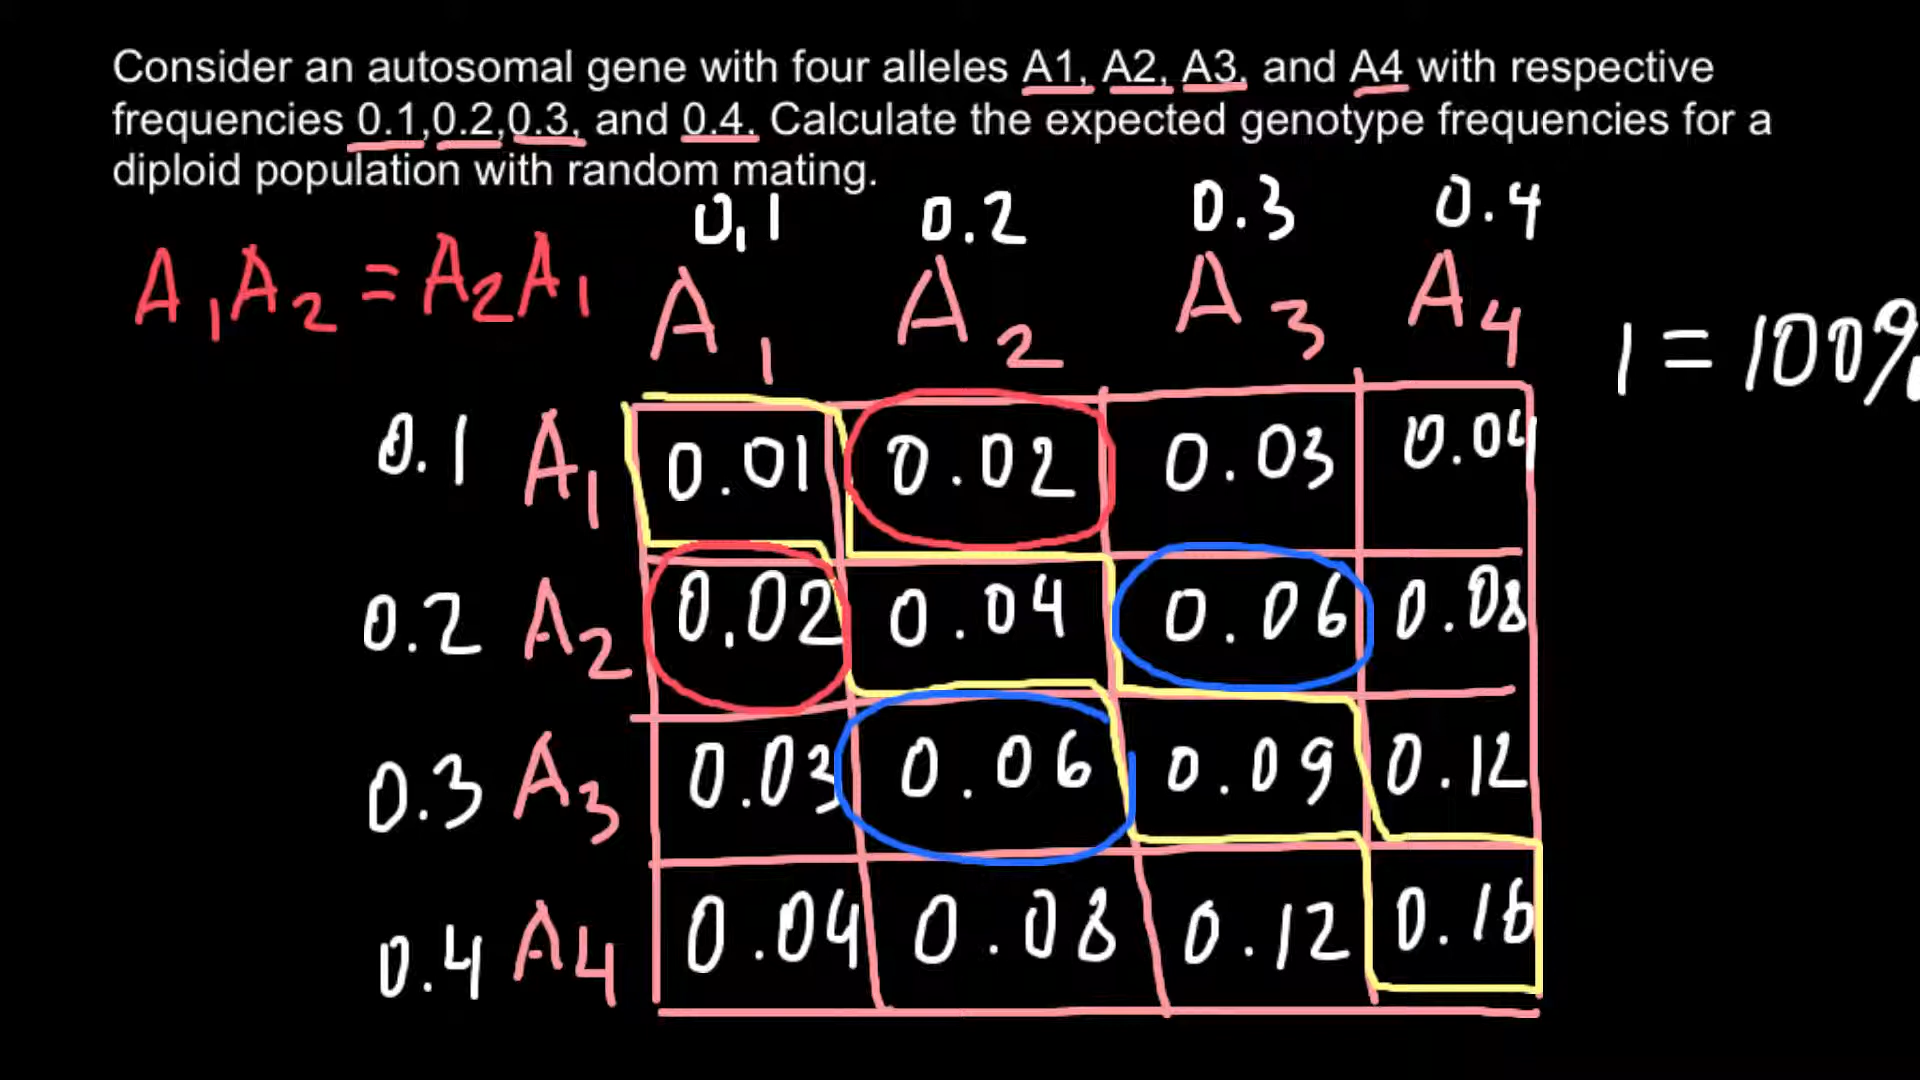 Consider an autosomal gene with four alleles A1, A2, A3, and A4 with respective
frequencies 0.1,0.2,0.3, and 0.4. Calculate the expected genotype frequencies for a
diploid population with random mating.
0.1 0.2 0.3 0.4
A1A2 = A2A1
A1 A2 A3 A4
1 = 100%
0.1 A1 0.01 0.02 0.03 0.04
0.2 A2 0.02 0.04 0.06 0.08
0.3 A3 0.03 0.06 0.09 0.12
0.4 A4 0.04 0.08 0.12 0.16